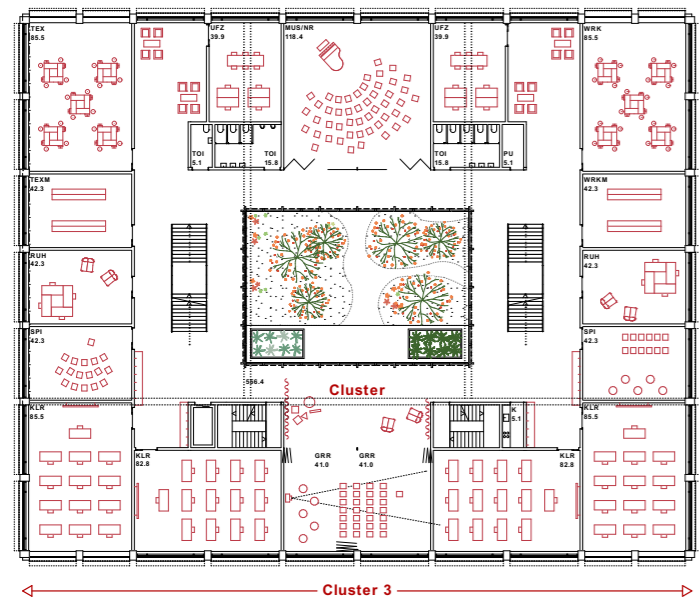 TEX
85.5
UFZ
39.9
MUS/NR
118.4
UFZ
39.9
WRK
85.5
TOI
5.1
TOI
15.8
TOI
15.8
PU
5.1
TEXM
42.3
WRKM
42.3
RUH
42.3
RUH
42.3
SPI
42.3
SPI
42.3
556.4
Cluster
KLR
85.5
K
5.1
KLR
85.5
KLR
82.8
GRR
41.0
GRR
41.0
KLR
82.8
Cluster 3